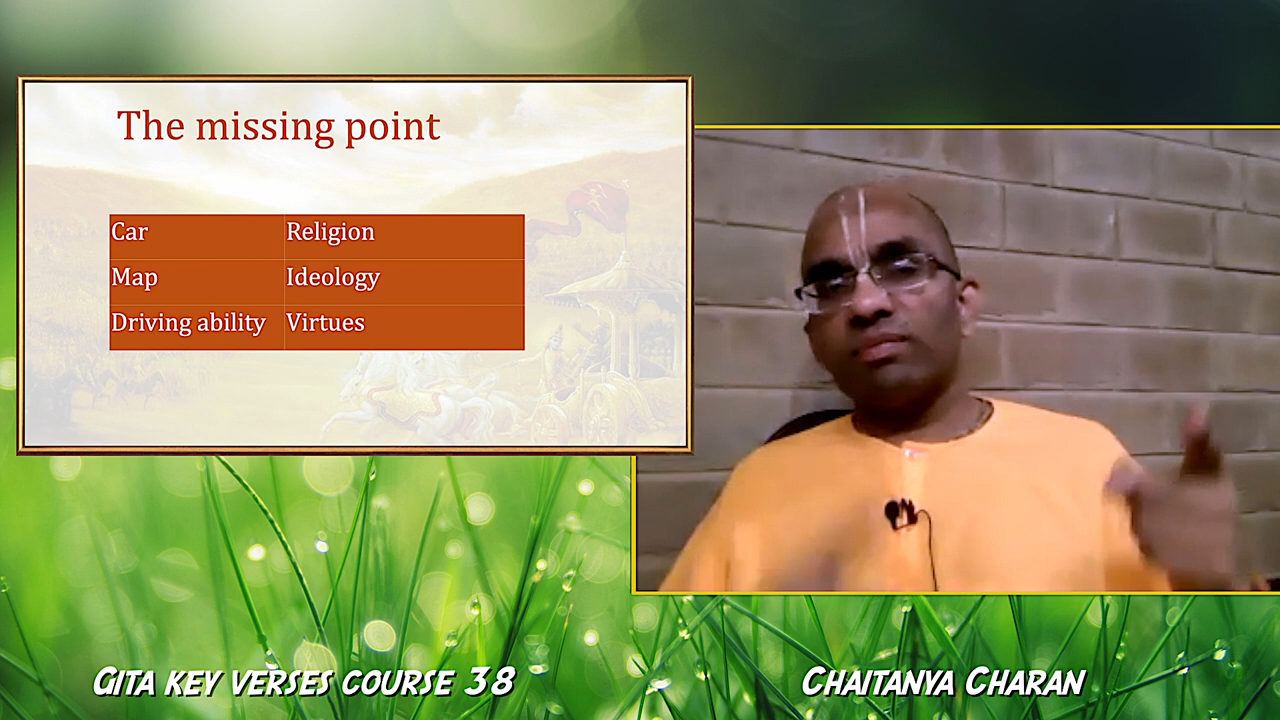 The missing point
Car Religion
Map Ideology
Driving ability Virtues
GITA KEY VERSES COURSE 38
CHAITANYA CHARAN